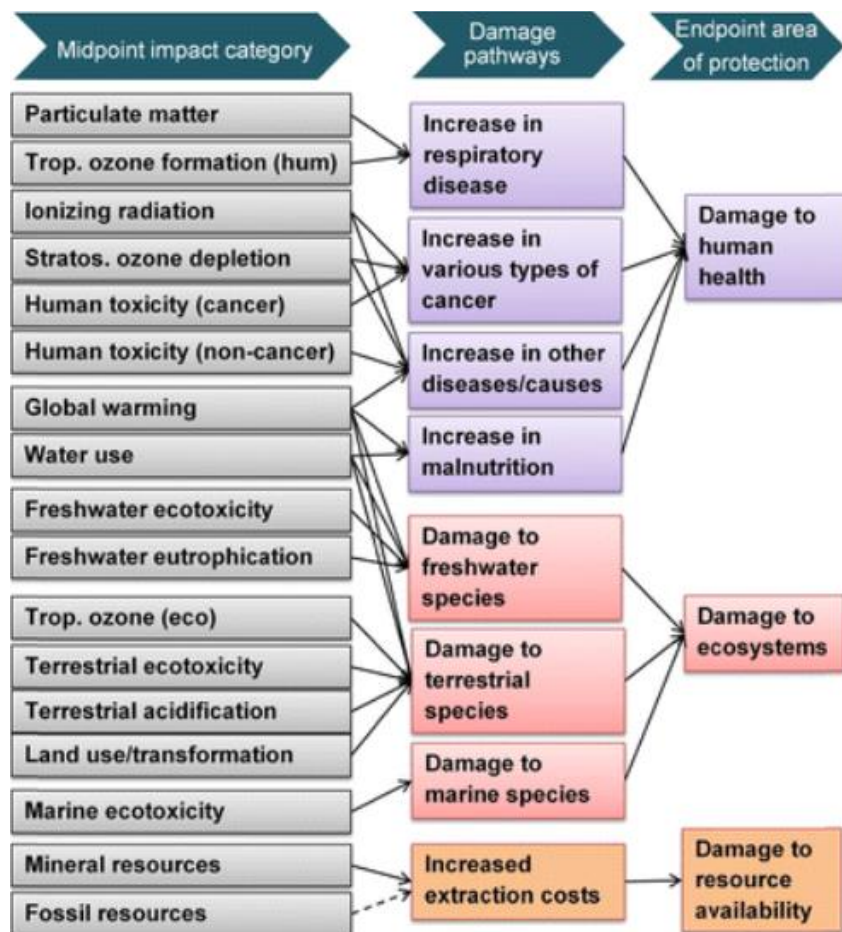 Midpoint impact category
Damage
pathways
Endpoint area
of protection
Particulate matter
Trop. ozone formation (hum)
Ionizing radiation
Stratos. ozone depletion
Human toxicity (cancer)
Human toxicity (non-cancer)
Global warming
Water use
Freshwater ecotoxicity
Freshwater eutrophication
Trop. ozone (eco)
Terrestrial ecotoxicity
Terrestrial acidification
Land use/transformation
Marine ecotoxicity
Mineral resources
Fossil resources
Increase in
respiratory
disease
Increase in
various types of
cancer
Increase in other
diseases/causes
Increase in
malnutrition
Damage to
freshwater
species
Damage to
terrestrial
species
Damage to
marine species
Increased
extraction costs
Damage to
human
health
Damage to
ecosystems
Damage to
resource
availability